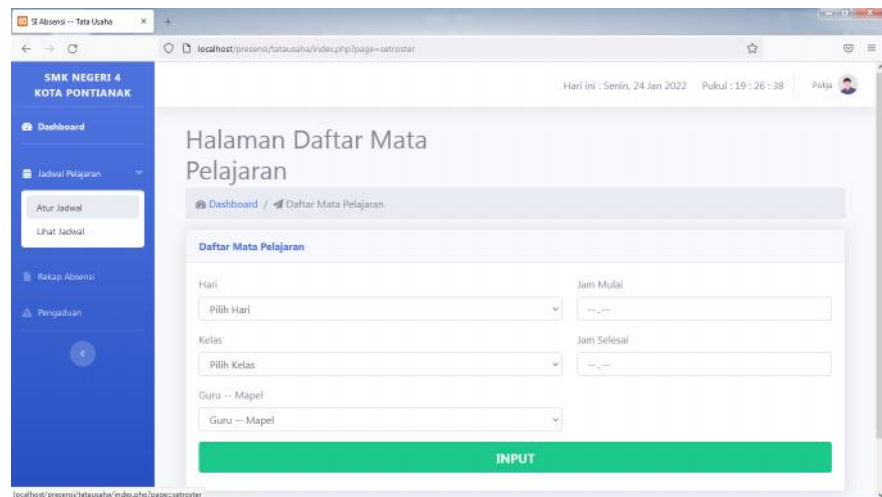 SI Absensi -- Tata Usaha
localhost/presensi/tatausaha/index.php?page=setroster
SMK NEGERI 4
KOTA PONTIANAK
Hari ini : Senin, 24 Jan 2022 Pukul : 19 : 26 : 38
Pokja
Dashboard
Jadwal Pelajaran
Atur Jadwal
Lihat Jadwal
Rekap Absensi
Pengaduan
Halaman Daftar Mata
Pelajaran
Dashboard / Daftar Mata Pelajaran
Daftar Mata Pelajaran
Hari
Jam Mulai
Pilih Hari
--.--
Kelas
Jam Selesai
Pilih Kelas
--.--
Guru -- Mapel
Guru -- Mapel
INPUT
localhost/presensi/tatausaha/index.php?page=setroster